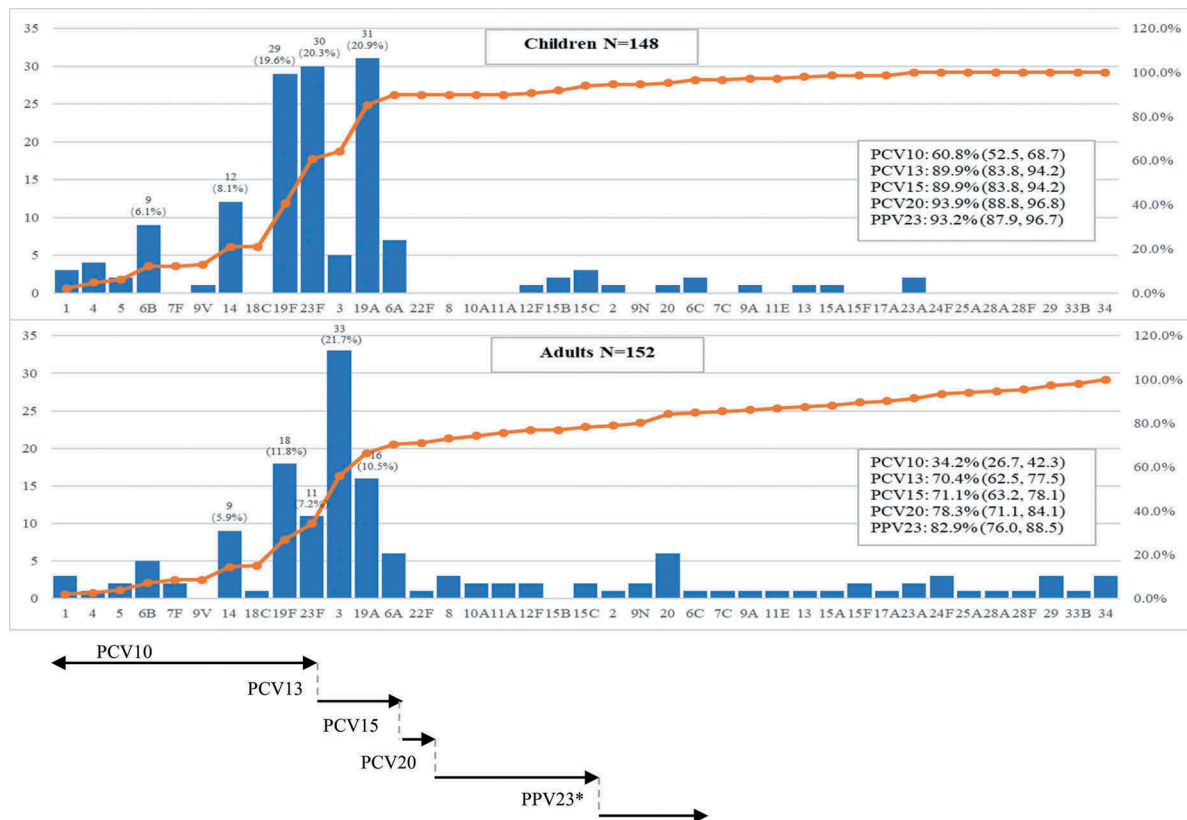 Children N=148
35
30
25
20
15
10
5
0
120.0%
100.0%
80.0%
60.0%
40.0%
20.0%
0.0%
9
(6.1%)
12
(8.1%)
29
(19.6%)
30
(20.3%)
31
(20.9%)
PCV10: 60.8% (52.5, 68.7)
PCV13: 89.9% (83.8, 94.2)
PCV15: 89.9% (83.8, 94.2)
PCV20: 93.9% (88.8, 96.8)
PPV23: 93.2% (87.9, 96.7)
1 4 5 6B 7F 9V 14 18C 19F 23F 3 19A 6A 22F 8 10A 11A 12F 15B 15C 2 9N 20 6C 7C 9A 11E 13 15A 15F 17A 23A 24F 25A 28A 28F 29 33B 34
Adults N=152
35
30
25
20
15
10
5
0
120.0%
100.0%
80.0%
60.0%
40.0%
20.0%
0.0%
9
(5.9%)
18
(11.8%)
11
(7.2%)
33
(21.7%)
16
(10.5%)
PCV10: 34.2% (26.7, 42.3)
PCV13: 70.4% (62.5, 77.5)
PCV15: 71.1% (63.2, 78.1)
PCV20: 78.3% (71.1, 84.1)
PPV23: 82.9% (76.0, 88.5)
1 4 5 6B 7F 9V 14 18C 19F 23F 3 19A 6A 22F 8 10A 11A 12F 15B 15C 2 9N 20 6C 7C 9A 11E 13 15A 15F 17A 23A 24F 25A 28A 28F 29 33B 34
PCV10
PCV13
PCV15
PCV20
PPV23*